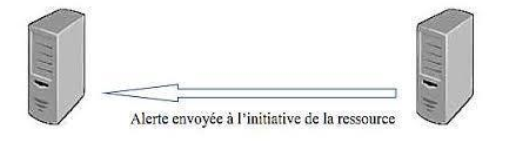 Alerte envoyée à l'initiative de la ressource